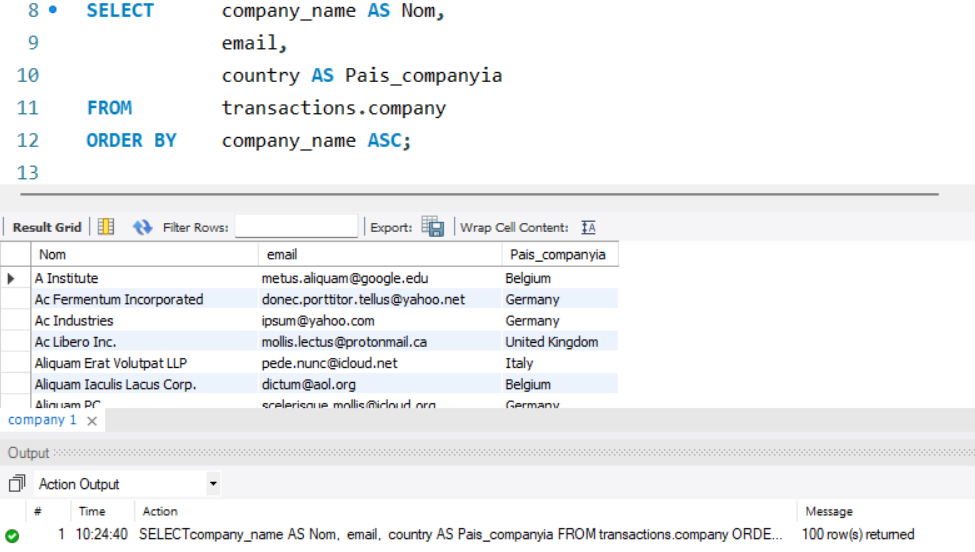 8 SELECT company_name AS Nom,
9 email,
10 country AS Pais_companyia
11 FROM transactions.company
12 ORDER BY company_name ASC;
13
Result Grid Filter Rows: Export: Wrap Cell Content: IA
Nom email Pais_companyia
A Institute metus.aliquam@google.edu Belgium
Ac Fermentum Incorporated donec.porttitor.tellus@yahoo.net Germany
Ac Industries ipsum@yahoo.com Germany
Ac Libero Inc. mollis.lectus@protonmail.ca United Kingdom
Aliquam Erat Volutpat LLP pede.nunc@icloud.net Italy
Aliquam Iaculis Lacus Corp. dictum@aol.org Belgium
Aliquam PC scelerisque.mollis@icloud.org Germany
company 1
Output
Action Output
# Time Action Message
1 10:24:40 SELECTcompany_name AS Nom, email, country AS Pais_companyia FROM transactions.company ORDE... 100 row(s) returned